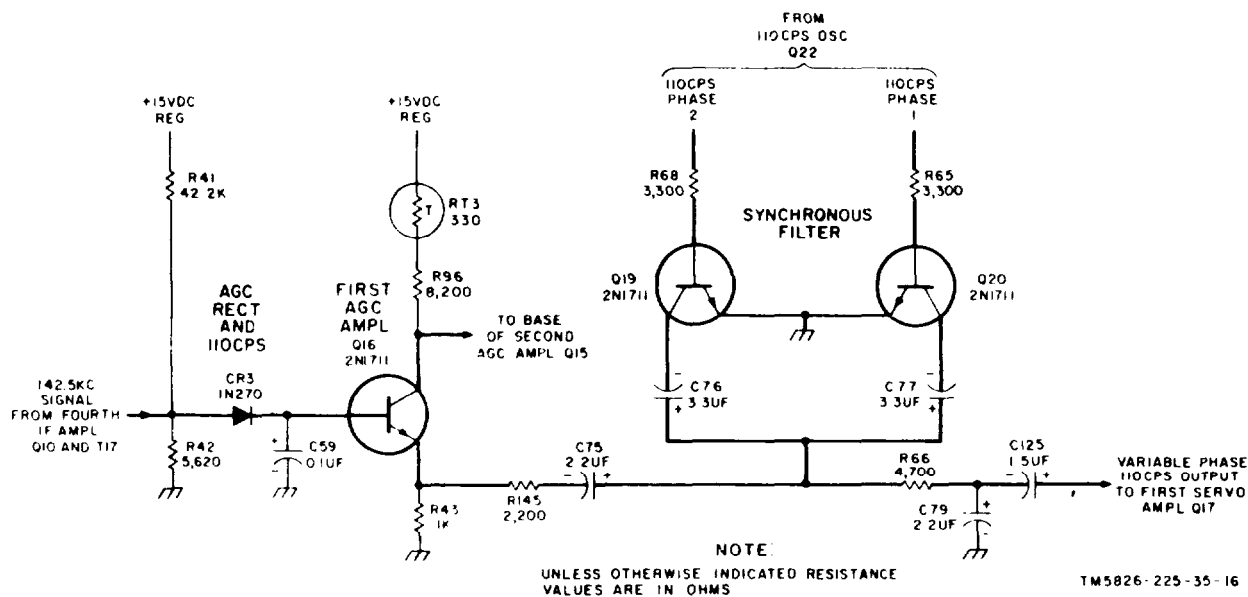 FROM
110CPS OSC
Q22
110CPS
PHASE
2
110CPS
PHASE
1
+15VDC
REG
+15VDC
REG
R41
42.2K
RT3
330
T
R68
3,300
R65
3,300
SYNCHRONOUS
FILTER
R96
8,200
Q19
2N1711
Q20
2N1711
AGC
RECT
AND
110CPS
FIRST
AGC
AMPL
Q16
2N1711
TO BASE
OF SECOND
AGC AMPL Q15
142.5KC
SIGNAL
FROM FOURTH
IF AMPL
Q10 AND T17
CR3
1N270
-
C76
3.3UF
+
-
C77
3.3UF
+
R42
5,620
+
C59
0.1UF
-
C75
2.2UF
- +
R145
2,200
R43
1K
R66
4,700
C125
1.5UF
- +
C79
2.2UF
+
-
VARIABLE PHASE
110CPS OUTPUT
TO FIRST SERVO
AMPL Q17
NOTE:
UNLESS OTHERWISE INDICATED RESISTANCE
VALUES ARE IN OHMS
TM5826-225-35-16